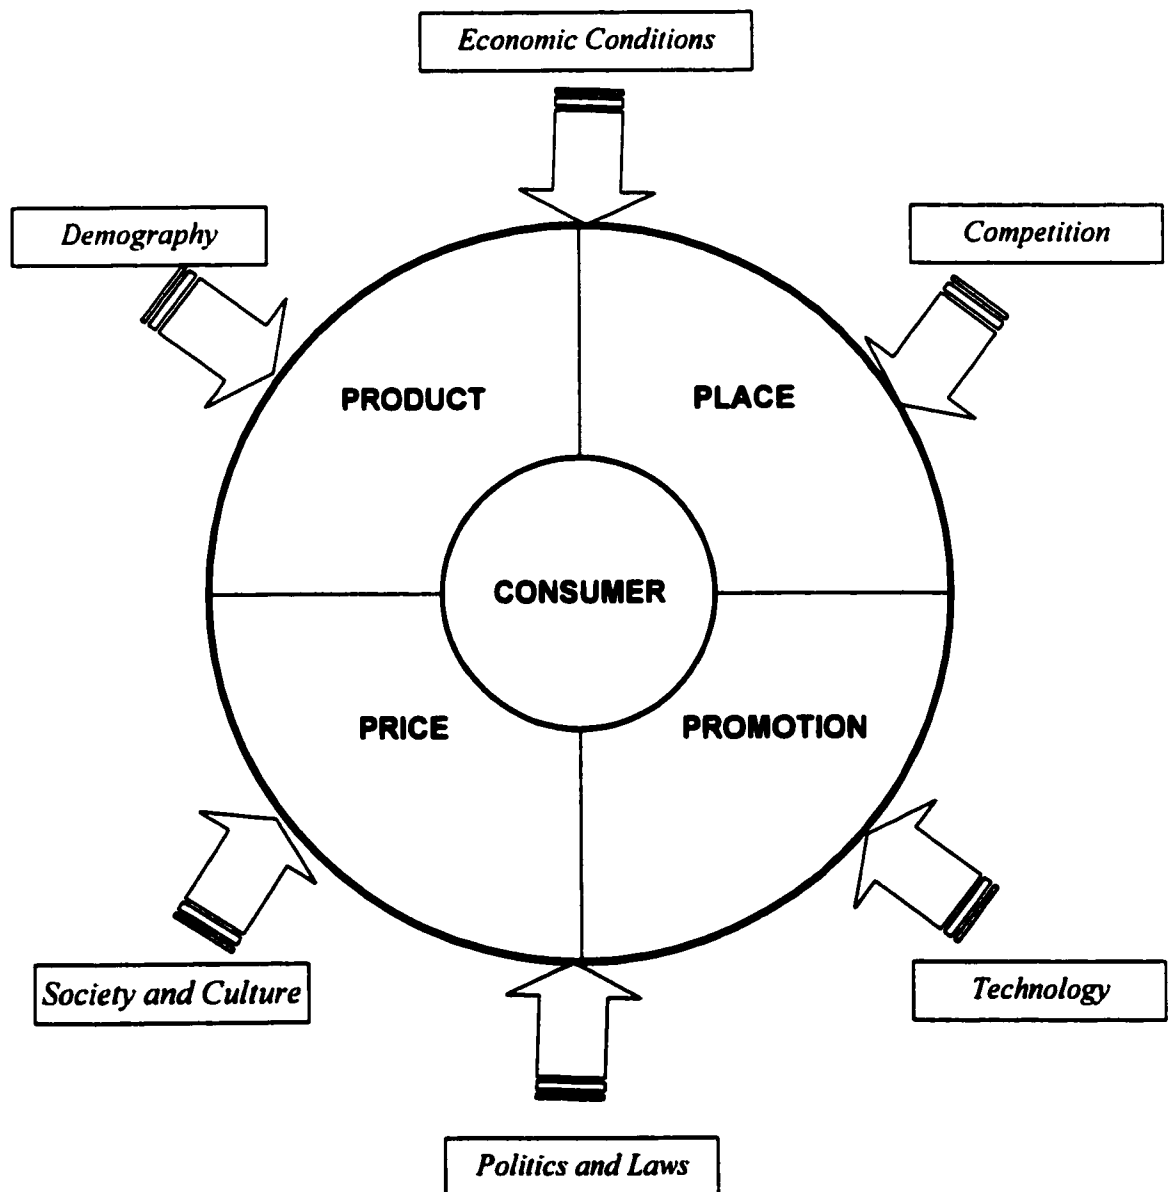 Economic Conditions
Demography
Competition
PRODUCT
PLACE
CONSUMER
PRICE
PROMOTION
Society and Culture
Technology
Politics and Laws